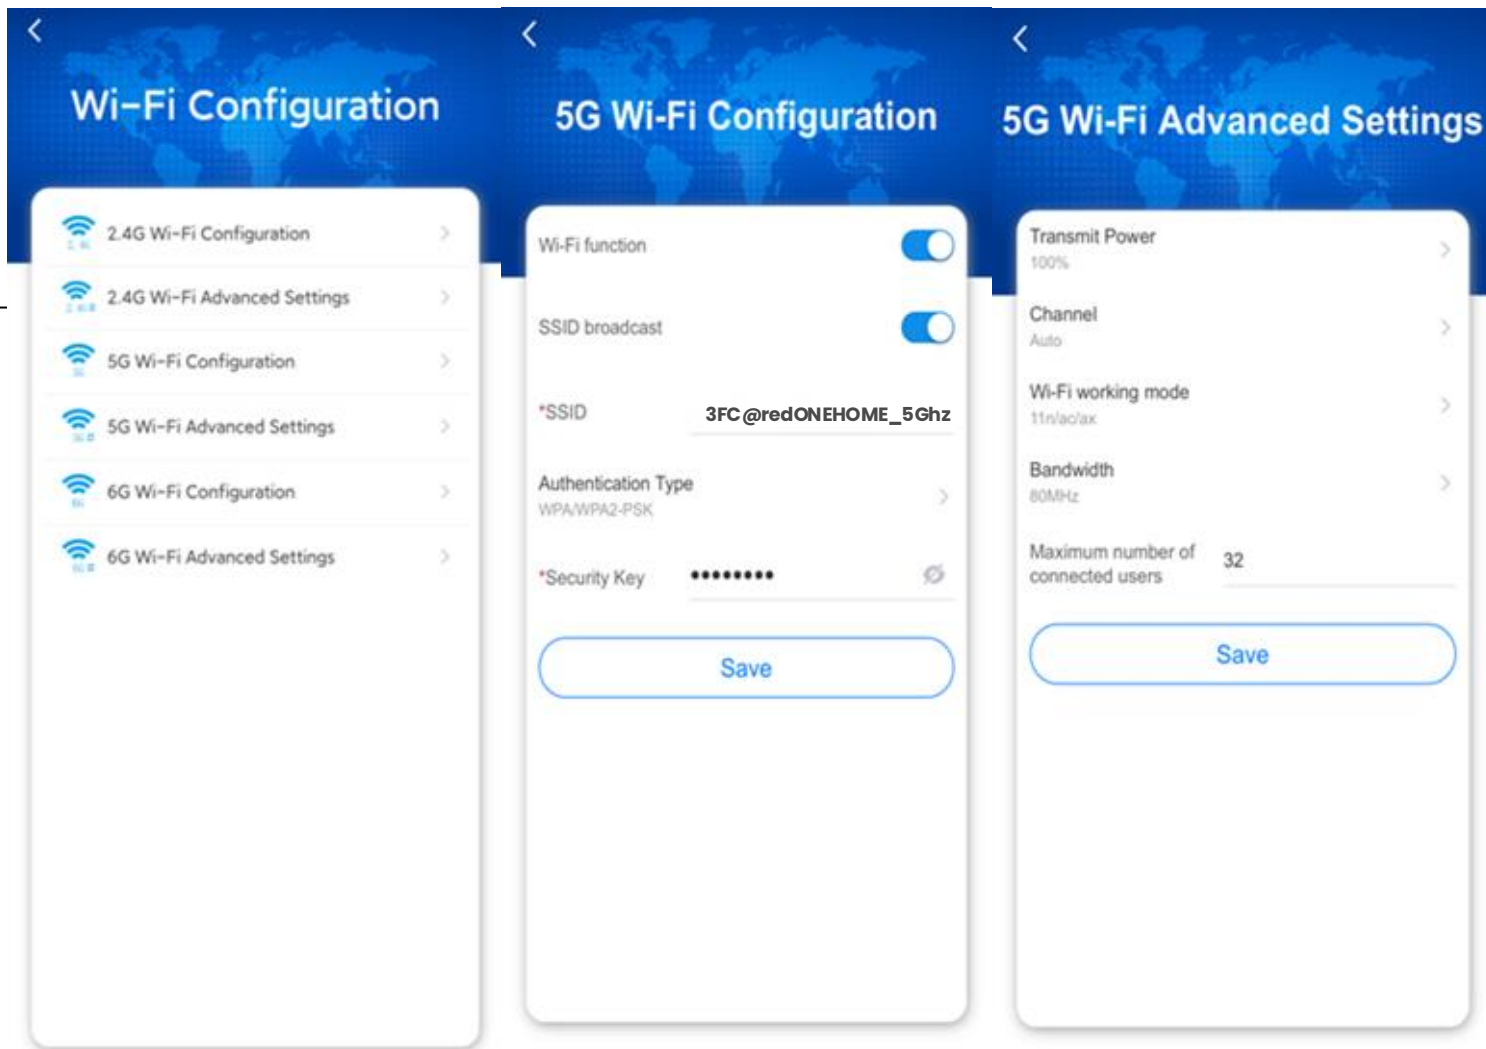 Wi-Fi Configuration
2.4G Wi-Fi Configuration
2.4G Wi-Fi Advanced Settings
5G Wi-Fi Configuration
5G Wi-Fi Advanced Settings
6G Wi-Fi Configuration
6G Wi-Fi Advanced Settings
5G Wi-Fi Configuration
Wi-Fi function
SSID broadcast
*SSID 3FC@redONEHOME_5Ghz
Authentication Type
WPA/WPA2-PSK
*Security Key ••••••••
Save
5G Wi-Fi Advanced Settings
Transmit Power
100%
Channel
Auto
Wi-Fi working mode
11n/ac/ax
Bandwidth
80MHz
Maximum number of
connected users 32
Save